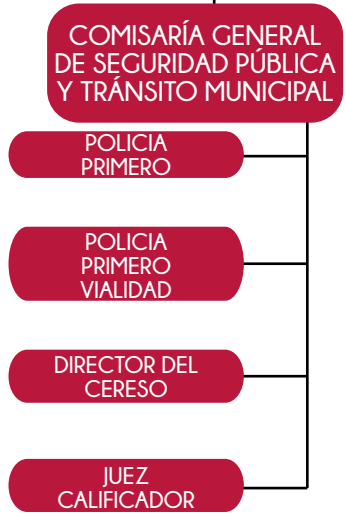 COMISARÍA GENERAL
DE SEGURIDAD PÚBLICA
Y TRÁNSITO MUNICIPAL
POLICIA
PRIMERO
POLICIA
PRIMERO
VIALIDAD
DIRECTOR DEL
CERESO
JUEZ
CALIFICADOR